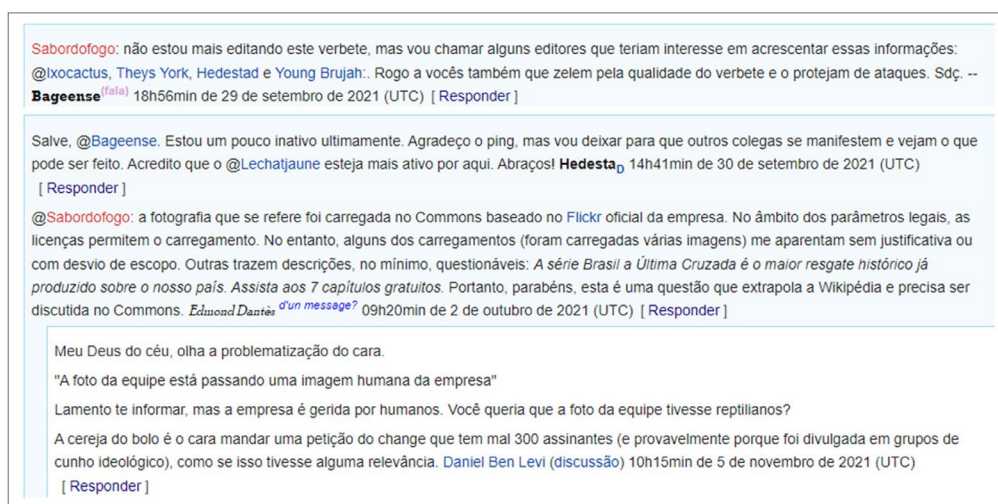 Sabordofogo: não estou mais editando este verbete, mas vou chamar alguns editores que teriam interesse em acrescentar essas informações:
@Ixocactus, Theys York, Hedestad e Young Brujah:. Rogo a vocês também que zelem pela qualidade do verbete e o protejam de ataques. Sdç. --
Bageense(fala) 18h56min de 29 de setembro de 2021 (UTC) [ Responder ]
Salve, @Bageense. Estou um pouco inativo ultimamente. Agradeço o ping, mas vou deixar para que outros colegas se manifestem e vejam o que
pode ser feito. Acredito que o @Lechatjaune esteja mais ativo por aqui. Abraços! HedestaD 14h41min de 30 de setembro de 2021 (UTC)
[ Responder ]
@Sabordofogo: a fotografia que se refere foi carregada no Commons baseado no Flickr oficial da empresa. No âmbito dos parâmetros legais, as
licenças permitem o carregamento. No entanto, alguns dos carregamentos (foram carregadas várias imagens) me aparentam sem justificativa ou
com desvio de escopo. Outras trazem descrições, no mínimo, questionáveis: A série Brasil a Última Cruzada é o maior resgate histórico já
produzido sobre o nosso país. Assista aos 7 capítulos gratuitos. Portanto, parabéns, esta é uma questão que extrapola a Wikipédia e precisa ser
discutida no Commons. Edmond Dantès d'un message? 09h20min de 2 de outubro de 2021 (UTC) [ Responder ]
Meu Deus do céu, olha a problematização do cara.
"A foto da equipe está passando uma imagem humana da empresa"
Lamento te informar, mas a empresa é gerida por humanos. Você queria que a foto da equipe tivesse reptilianos?
A cereja do bolo é o cara mandar uma petição do change que tem mal 300 assinantes (e provavelmente porque foi divulgada em grupos de
cunho ideológico), como se isso tivesse alguma relevância. Daniel Ben Levi (discussão) 10h15min de 5 de novembro de 2021 (UTC)
[ Responder ]